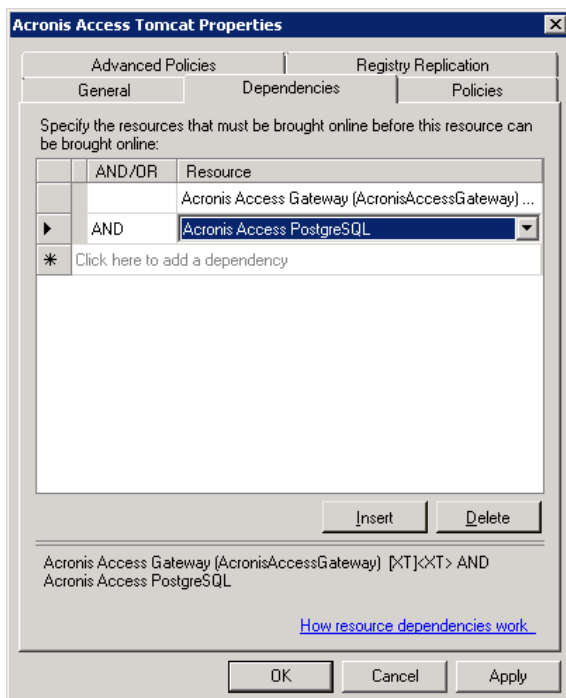 Acronis Access Tomcat Properties
Advanced Policies
Registry Replication
General
Dependencies
Policies
Specify the resources that must be brought online before this resource can
be brought online:
AND/OR Resource
Acronis Access Gateway (AcronisAccessGateway) ...
AND Acronis Access PostgreSQL
Click here to add a dependency
Insert
Delete
Acronis Access Gateway (AcronisAccessGateway) [XT]<XT> AND
Acronis Access PostgreSQL
How resource dependencies work
OK
Cancel
Apply